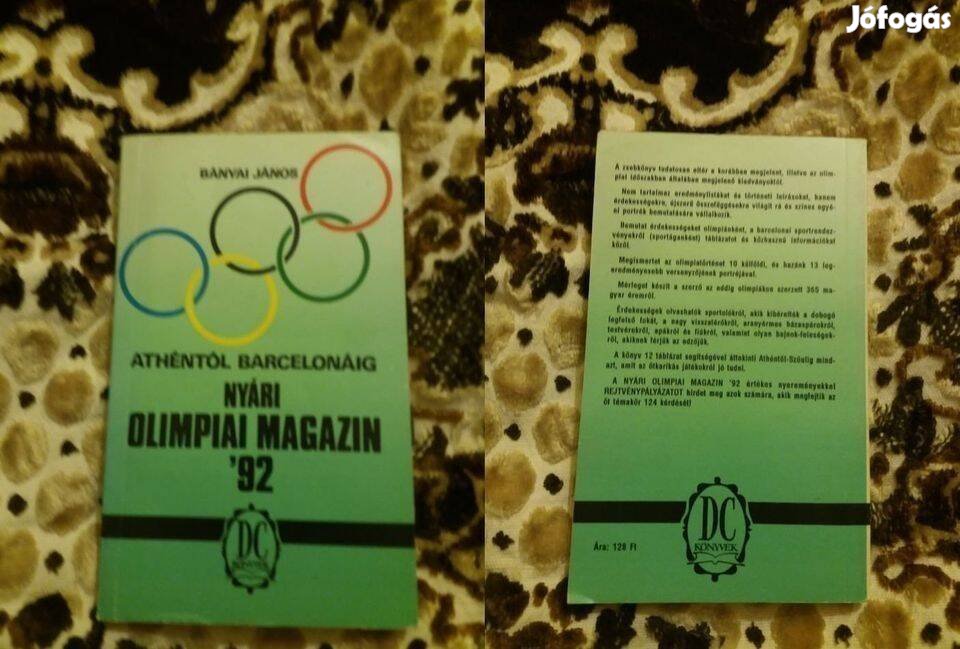 Jófogás
BÁNYAI JÁNOS
ATHÉNTÓL BARCELONÁIG
NYÁRI
OLIMPIAI MAGAZIN
'92
DC
KÖNYVEK
A zsebkönyv tudatosan eltér a korábban megjelent, illetve az olim-
piai időszakban általában megjelenő kiadványoktól.
Nem tartalmaz eredménylistákat és történeti leírásokat, hanem
érdekességekre, újszerű összefüggésekre világít rá és színes egyé-
ni portrék bemutatására vállalkozik.
Bemutat érdekességeket olimpiánként, a barcelonai sportrendez-
vényekről (sportáganként) táblázatot és közhasznú információkat
közöl.
Megismertet az olimpiatörténet 10 külföldi, és hazánk 13 leg-
eredményesebb versenyzőjének portréjával.
Mérleget készít a szerző az eddig olimpiákon szerzett 365 ma-
gyar éremről.
Érdekességek olvashatók sportolókról, akik kibérelték a dobogó
legfelső fokát, a nagy visszatérőkről, aranyérmes házaspárokról,
testvérekről, apákról és fiúkról, valamint olyan bajnok-feleségek-
ről, akiknek férjük az edzőjük.
A könyv 12 táblázat segítségével áttekinti Athéntól-Szöulig mind-
azt, amit az ötkarikás játékokról jó tudni.
A NYÁRI OLIMPIAI MAGAZIN '92 értékes nyereményekkel
REJTVÉNYPÁLYÁZATOT hirdet meg azok számára, akik megfejtik az
öt témakör 124 kérdését!
DC
KÖNYVEK
Ára: 128 Ft